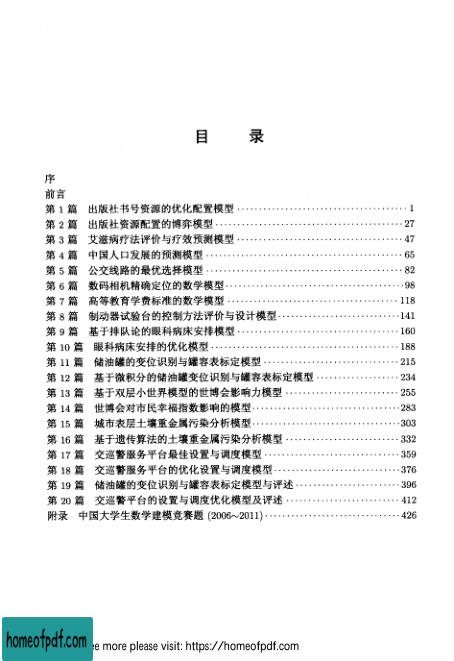 目 录
序
前言
第 1 篇 出版社书号资源的优化配置模型 ······ 1
第 2 篇 出版社资源配置的博弈模型 ······ 27
第 3 篇 艾滋病疗法评价与疗效预测模型 ······ 47
第 4 篇 中国人口发展的预测模型 ······ 65
第 5 篇 公交线路的最优选择模型 ······ 82
第 6 篇 数码相机精确定位的数学模型 ······ 98
第 7 篇 高等教育学费标准的数学模型 ······ 118
第 8 篇 制动器试验台的控制方法评价与设计模型 ······ 141
第 9 篇 基于排队论的眼科病床安排模型 ······ 160
第 10 篇 眼科病床安排的优化模型 ······ 188
第 11 篇 储油罐的变位识别与罐容表标定模型 ······ 215
第 12 篇 基于微积分的储油罐变位识别与罐容表标定模型 ······ 234
第 13 篇 基于双层小世界模型的世博会影响力模型 ······ 255
第 14 篇 世博会对市民幸福指数影响的模型 ······ 283
第 15 篇 城市表层土壤重金属污染分析模型 ······ 303
第 16 篇 基于遗传算法的土壤重金属污染分析模型 ······ 332
第 17 篇 交巡警服务平台最佳设置与调度模型 ······ 359
第 18 篇 交巡警服务平台的优化设置与调度模型 ······ 376
第 19 篇 储油罐的变位识别与罐容表标定模型与评述 ······ 396
第 20 篇 交巡警平台的设置与调度优化模型及评述 ······ 412
附录 中国大学生数学建模竞赛题 (2006~2011) ······ 426
homeofpdf.com
ee more please visit: https://homeofpdf.com